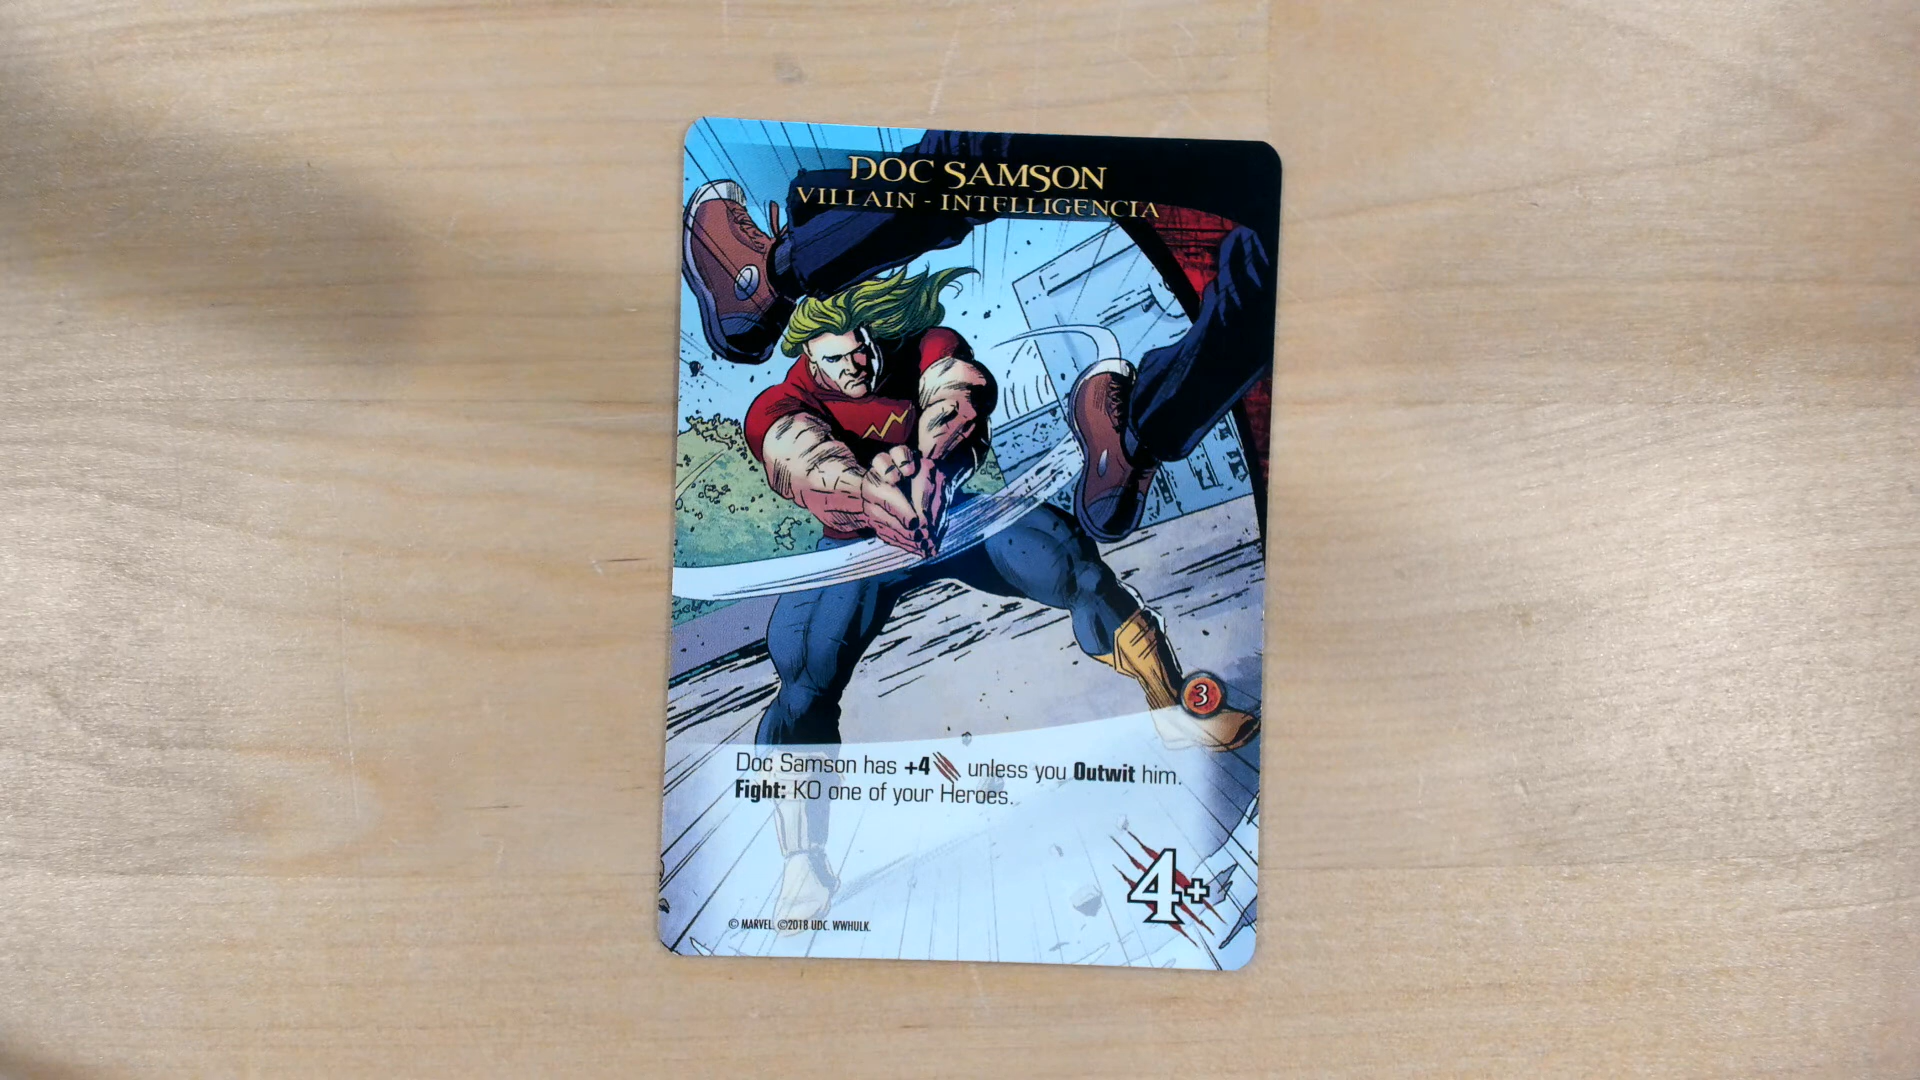 DOC SAMSON
VILLAIN - INTELLIGENCIA
3
Doc Samson has +4 unless you Outwit him.
Fight: KO one of your Heroes.
4+
© MARVEL. ©2018 UDC. WWHULK.